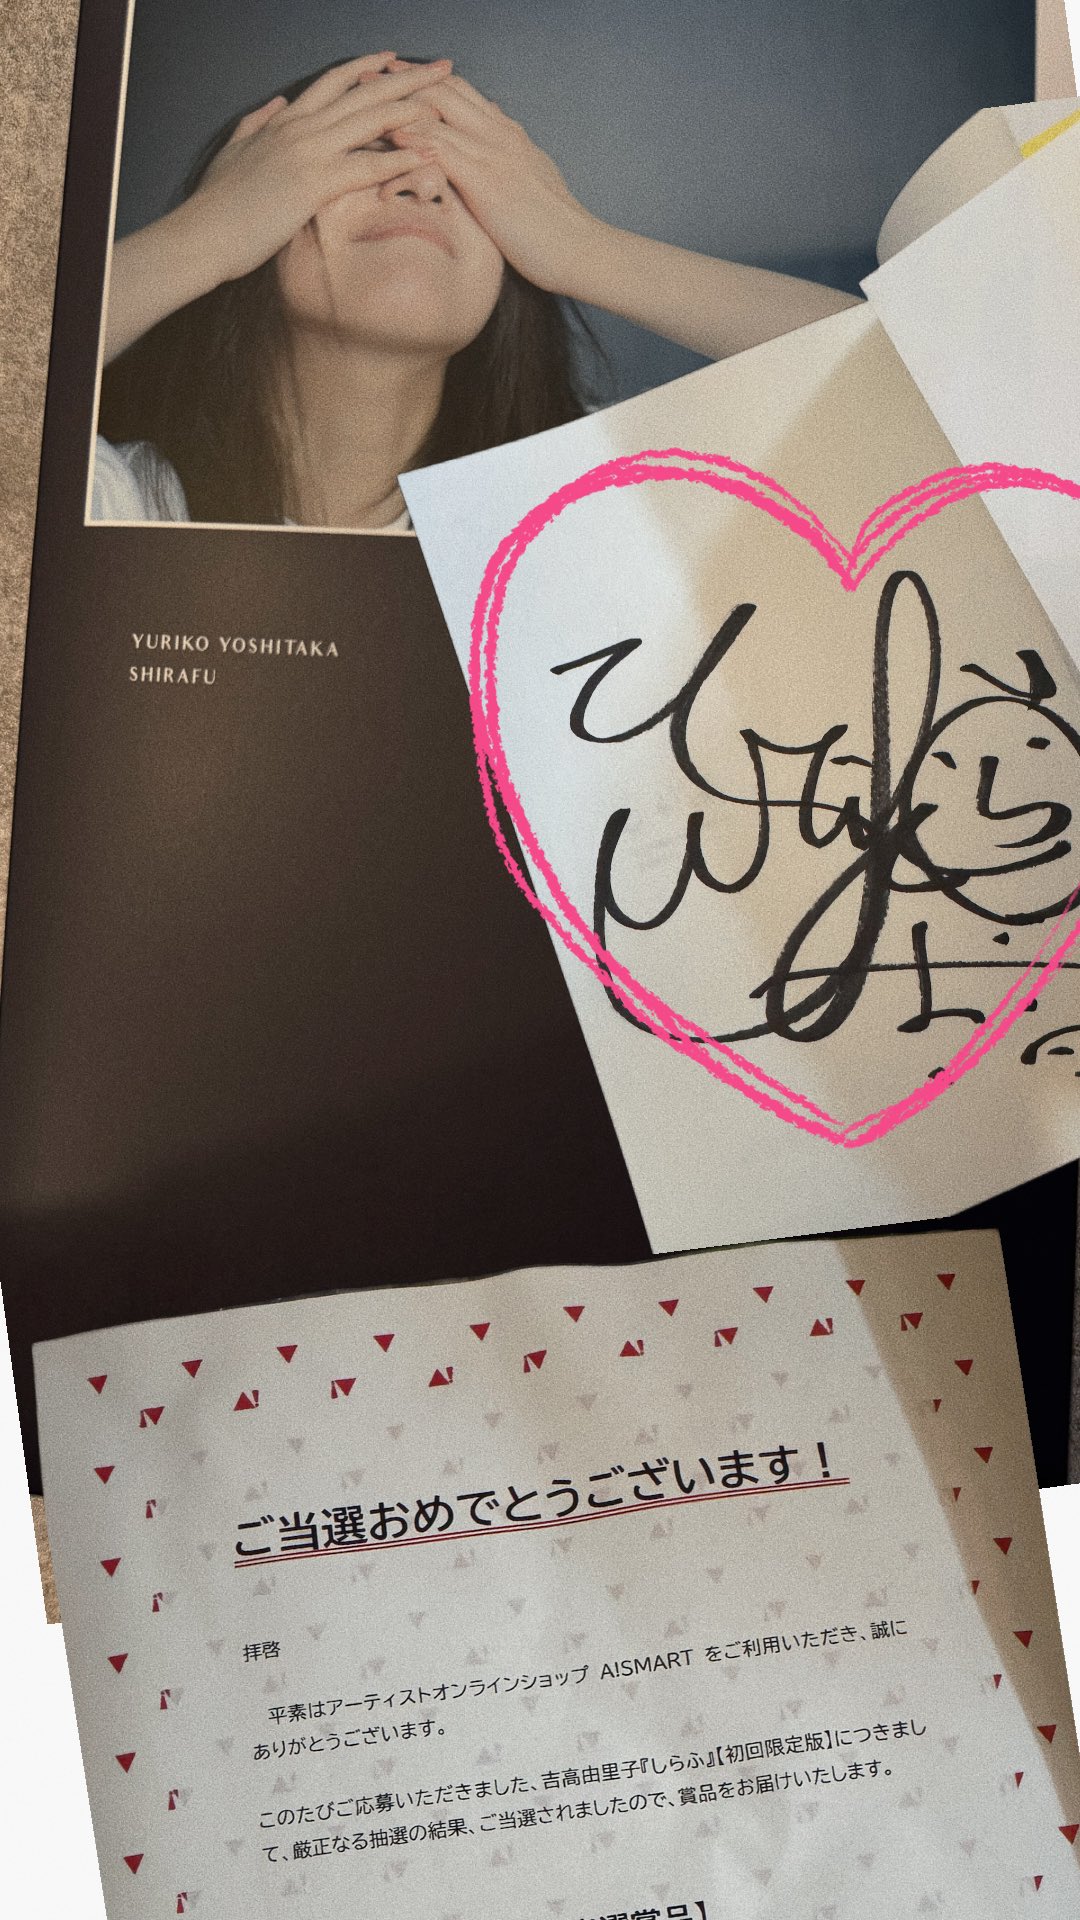 YURIKO YOSHITAKA
SHIRAFU
ご当選おめでとうございます！
拝啓
平素はアーティストオンラインショップ A!SMART をご利用いただき、誠に
ありがとうございます。
このたびご応募いただきました、吉高由里子『しらふ』【初回限定版】につきまし
て、厳正なる抽選の結果、ご当選されましたので、賞品をお届けいたします。
選賞品】